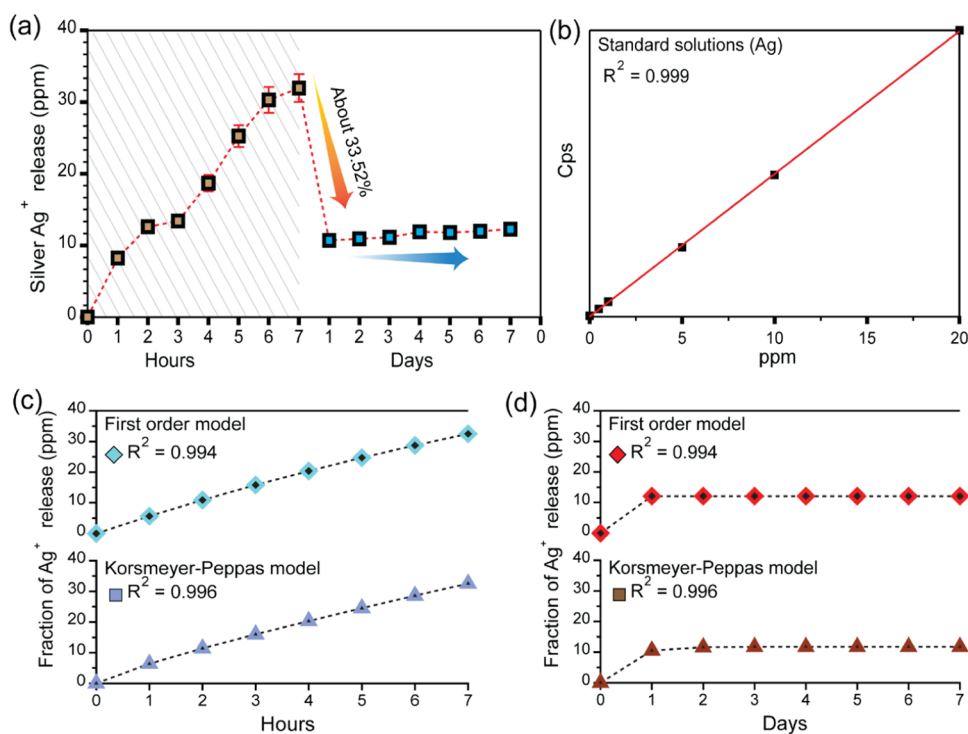 (a)
Silver Ag+ release (ppm)
40
30
20
10
0
About 33.52%
0 1 2 3 4 5 6 7 1 2 3 4 5 6 7 0
Hours Days
(b)
Standard solutions (Ag)
R2 = 0.999
Cps
0 5 10 15 20
ppm
(c)
Fraction of Ag+ release (ppm)
40
30
20
10
0
First order model
R2 = 0.994
40
30
20
10
0
Korsmeyer-Peppas model
R2 = 0.996
0 1 2 3 4 5 6 7
Hours
(d)
Fraction of Ag+ release (ppm)
40
30
20
10
0
First order model
R2 = 0.994
40
30
20
10
0
Korsmeyer-Peppas model
R2 = 0.996
0 1 2 3 4 5 6 7
Days